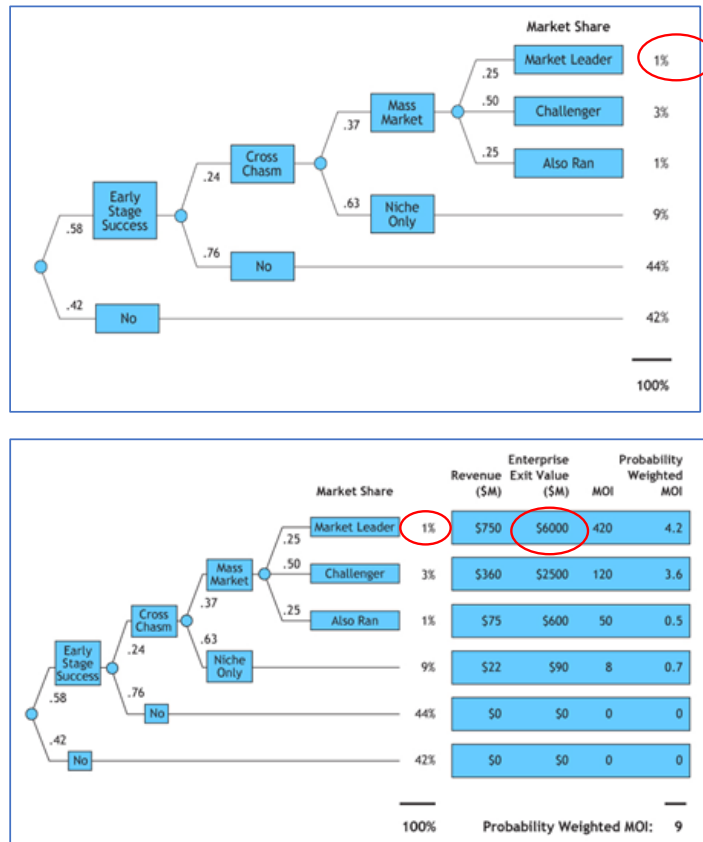 Market Share
Market Leader 1%
.25
.50 Challenger 3%
Mass
Market
.37
.25 Also Ran 1%
Cross
Chasm
.24
.63 Niche
Only 9%
Early
Stage
Success
.58
.76 No 44%
.42 No 42%
100%
Enterprise Probability
Revenue Exit Value Weighted
Market Share ($M) ($M) MOI MOI
Market Leader 1% $750 $6000 420 4.2
.25
.50 Challenger 3% $360 $2500 120 3.6
Mass
Market
.37
.25 Also Ran 1% $75 $600 50 0.5
Cross
Chasm
.24
.63 Niche
Only 9% $22 $90 8 0.7
Early
Stage
Success
.58
.76 No 44% $0 $0 0 0
.42 No 42% $0 $0 0 0
100% Probability Weighted MOI: 9